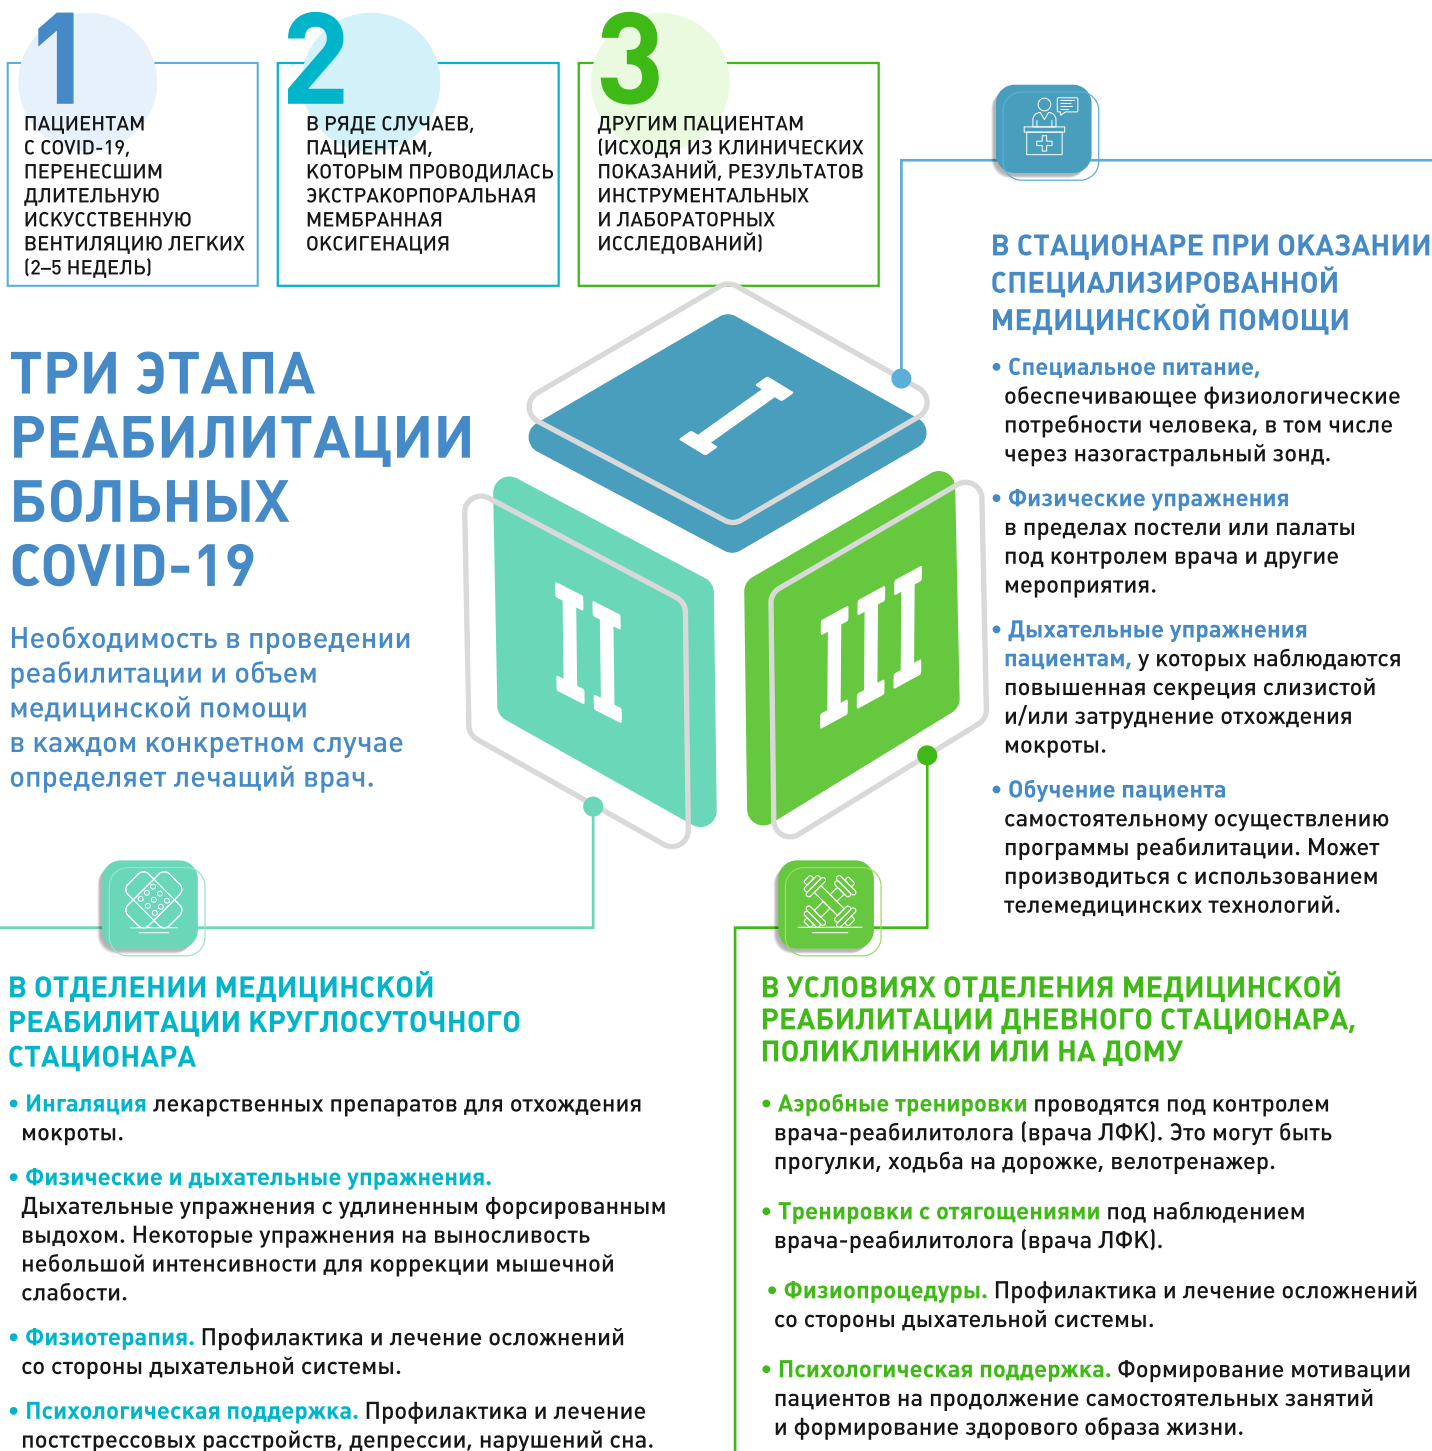 1
ПАЦИЕНТАМ
С COVID-19,
ПЕРЕНЕСШИМ
ДЛИТЕЛЬНУЮ
ИСКУССТВЕННУЮ
ВЕНТИЛЯЦИЮ ЛЕГКИХ
(2–5 НЕДЕЛЬ)
2
В РЯДЕ СЛУЧАЕВ,
ПАЦИЕНТАМ,
КОТОРЫМ ПРОВОДИЛАСЬ
ЭКСТРАКОРПОРАЛЬНАЯ
МЕМБРАННАЯ
ОКСИГЕНАЦИЯ
3
ДРУГИМ ПАЦИЕНТАМ
(ИСХОДЯ ИЗ КЛИНИЧЕСКИХ
ПОКАЗАНИЙ, РЕЗУЛЬТАТОВ
ИНСТРУМЕНТАЛЬНЫХ
И ЛАБОРАТОРНЫХ
ИССЛЕДОВАНИЙ)
ТРИ ЭТАПА
РЕАБИЛИТАЦИИ
БОЛЬНЫХ
COVID-19
Необходимость в проведении
реабилитации и объем
медицинской помощи
в каждом конкретном случае
определяет лечащий врач.
I
II
III
В СТАЦИОНАРЕ ПРИ ОКАЗАНИИ
СПЕЦИАЛИЗИРОВАННОЙ
МЕДИЦИНСКОЙ ПОМОЩИ
• Специальное питание,
обеспечивающее физиологические
потребности человека, в том числе
через назогастральный зонд.
• Физические упражнения
в пределах постели или палаты
под контролем врача и другие
мероприятия.
• Дыхательные упражнения
пациентам, у которых наблюдаются
повышенная секреция слизистой
и/или затруднение отхождения
мокроты.
• Обучение пациента
самостоятельному осуществлению
программы реабилитации. Может
производиться с использованием
телемедицинских технологий.
В ОТДЕЛЕНИИ МЕДИЦИНСКОЙ
РЕАБИЛИТАЦИИ КРУГЛОСУТОЧНОГО
СТАЦИОНАРА
• Ингаляция лекарственных препаратов для отхождения
мокроты.
• Физические и дыхательные упражнения.
Дыхательные упражнения с удлиненным форсированным
выдохом. Некоторые упражнения на выносливость
небольшой интенсивности для коррекции мышечной
слабости.
• Физиотерапия. Профилактика и лечение осложнений
со стороны дыхательной системы.
• Психологическая поддержка. Профилактика и лечение
постстрессовых расстройств, депрессии, нарушений сна.
В УСЛОВИЯХ ОТДЕЛЕНИЯ МЕДИЦИНСКОЙ
РЕАБИЛИТАЦИИ ДНЕВНОГО СТАЦИОНАРА,
ПОЛИКЛИНИКИ ИЛИ НА ДОМУ
• Аэробные тренировки проводятся под контролем
врача-реабилитолога (врача ЛФК). Это могут быть
прогулки, ходьба на дорожке, велотренажер.
• Тренировки с отягощениями под наблюдением
врача-реабилитолога (врача ЛФК).
• Физиопроцедуры. Профилактика и лечение осложнений
со стороны дыхательной системы.
• Психологическая поддержка. Формирование мотивации
пациентов на продолжение самостоятельных занятий
и формирование здорового образа жизни.